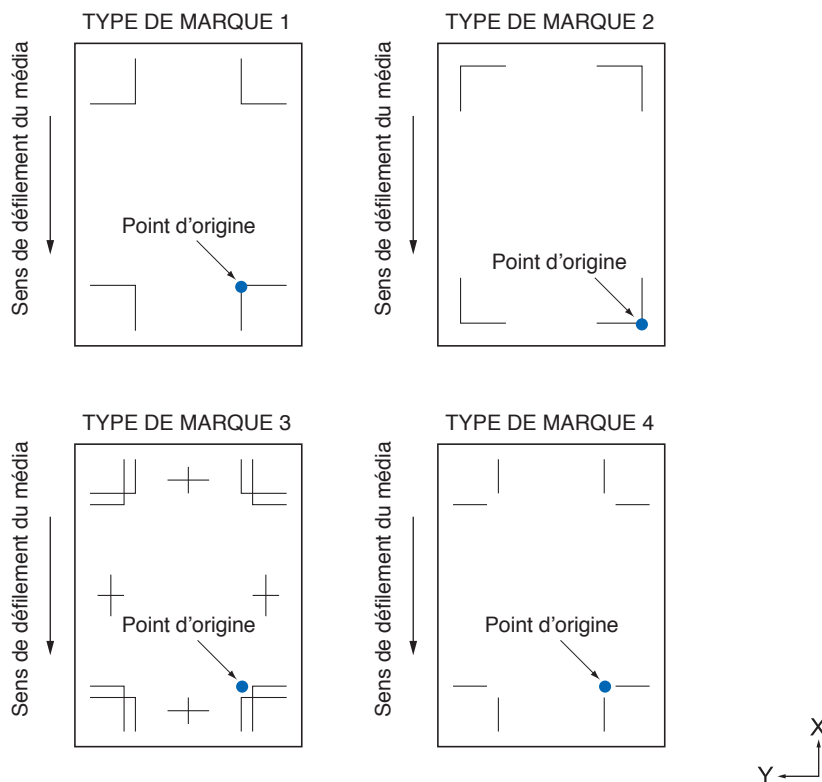 TYPE DE MARQUE 1
Sens de défilement du média
Point d'origine
TYPE DE MARQUE 2
Sens de défilement du média
Point d'origine
TYPE DE MARQUE 3
Sens de défilement du média
Point d'origine
TYPE DE MARQUE 4
Sens de défilement du média
Point d'origine
X
Y